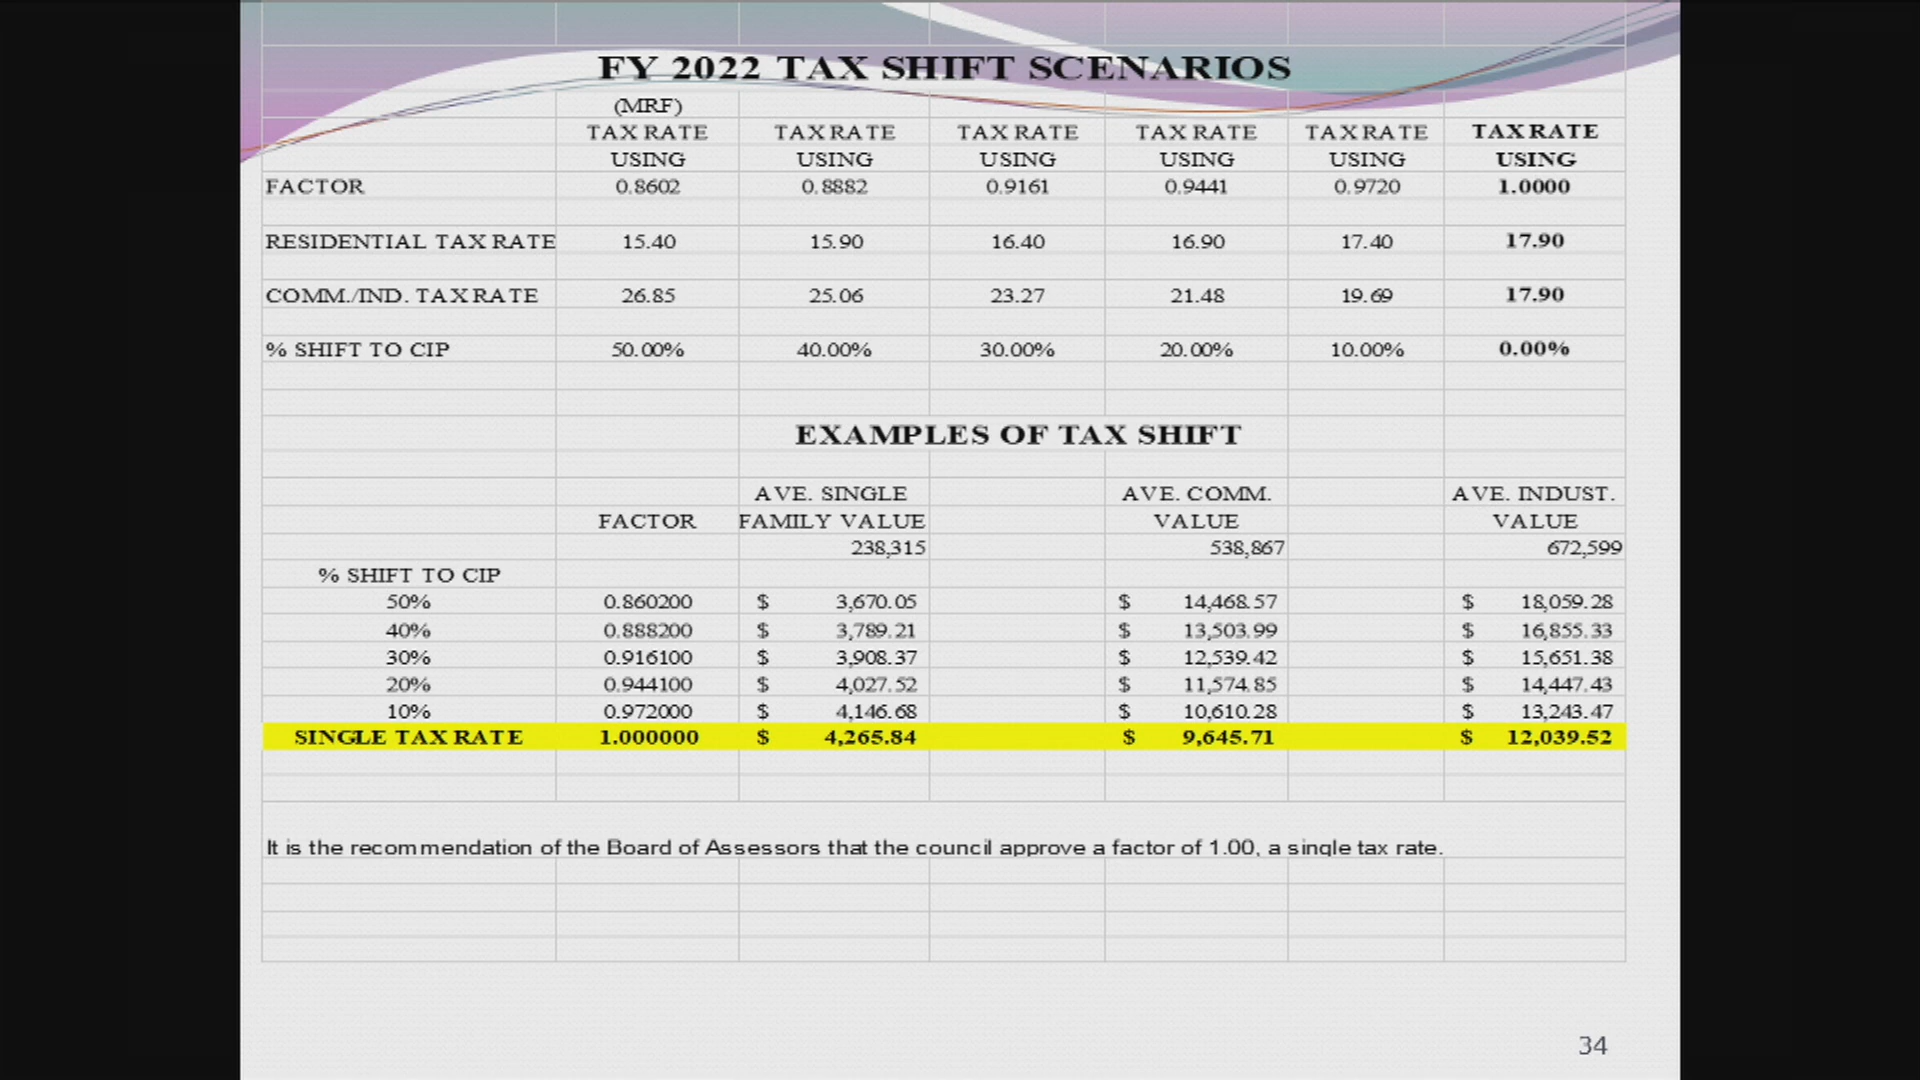 FY 2022 TAX SHIFT SCENARIOS
(MRF)
TAX RATE TAX RATE TAX RATE TAX RATE TAX RATE TAX RATE
USING USING USING USING USING USING
FACTOR 0.8602 0.8882 0.9161 0.9441 0.9720 1.0000
RESIDENTIAL TAX RATE 15.40 15.90 16.40 16.90 17.40 17.90
COMM./IND. TAX RATE 26.85 25.06 23.27 21.48 19.69 17.90
% SHIFT TO CIP 50.00% 40.00% 30.00% 20.00% 10.00% 0.00%
EXAMPLES OF TAX SHIFT
AVE. SINGLE AVE. COMM. AVE. INDUST.
FACTOR FAMILY VALUE VALUE VALUE
238,315 538,867 672,599
% SHIFT TO CIP
50% 0.860200 $ 3,670.05 $ 14,468.57 $ 18,059.28
40% 0.888200 $ 3,789.21 $ 13,503.99 $ 16,855.33
30% 0.916100 $ 3,908.37 $ 12,539.42 $ 15,651.38
20% 0.944100 $ 4,027.52 $ 11,574.85 $ 14,447.43
10% 0.972000 $ 4,146.68 $ 10,610.28 $ 13,243.47
SINGLE TAX RATE 1.000000 $ 4,265.84 $ 9,645.71 $ 12,039.52
It is the recommendation of the Board of Assessors that the council approve a factor of 1.00, a single tax rate.
34